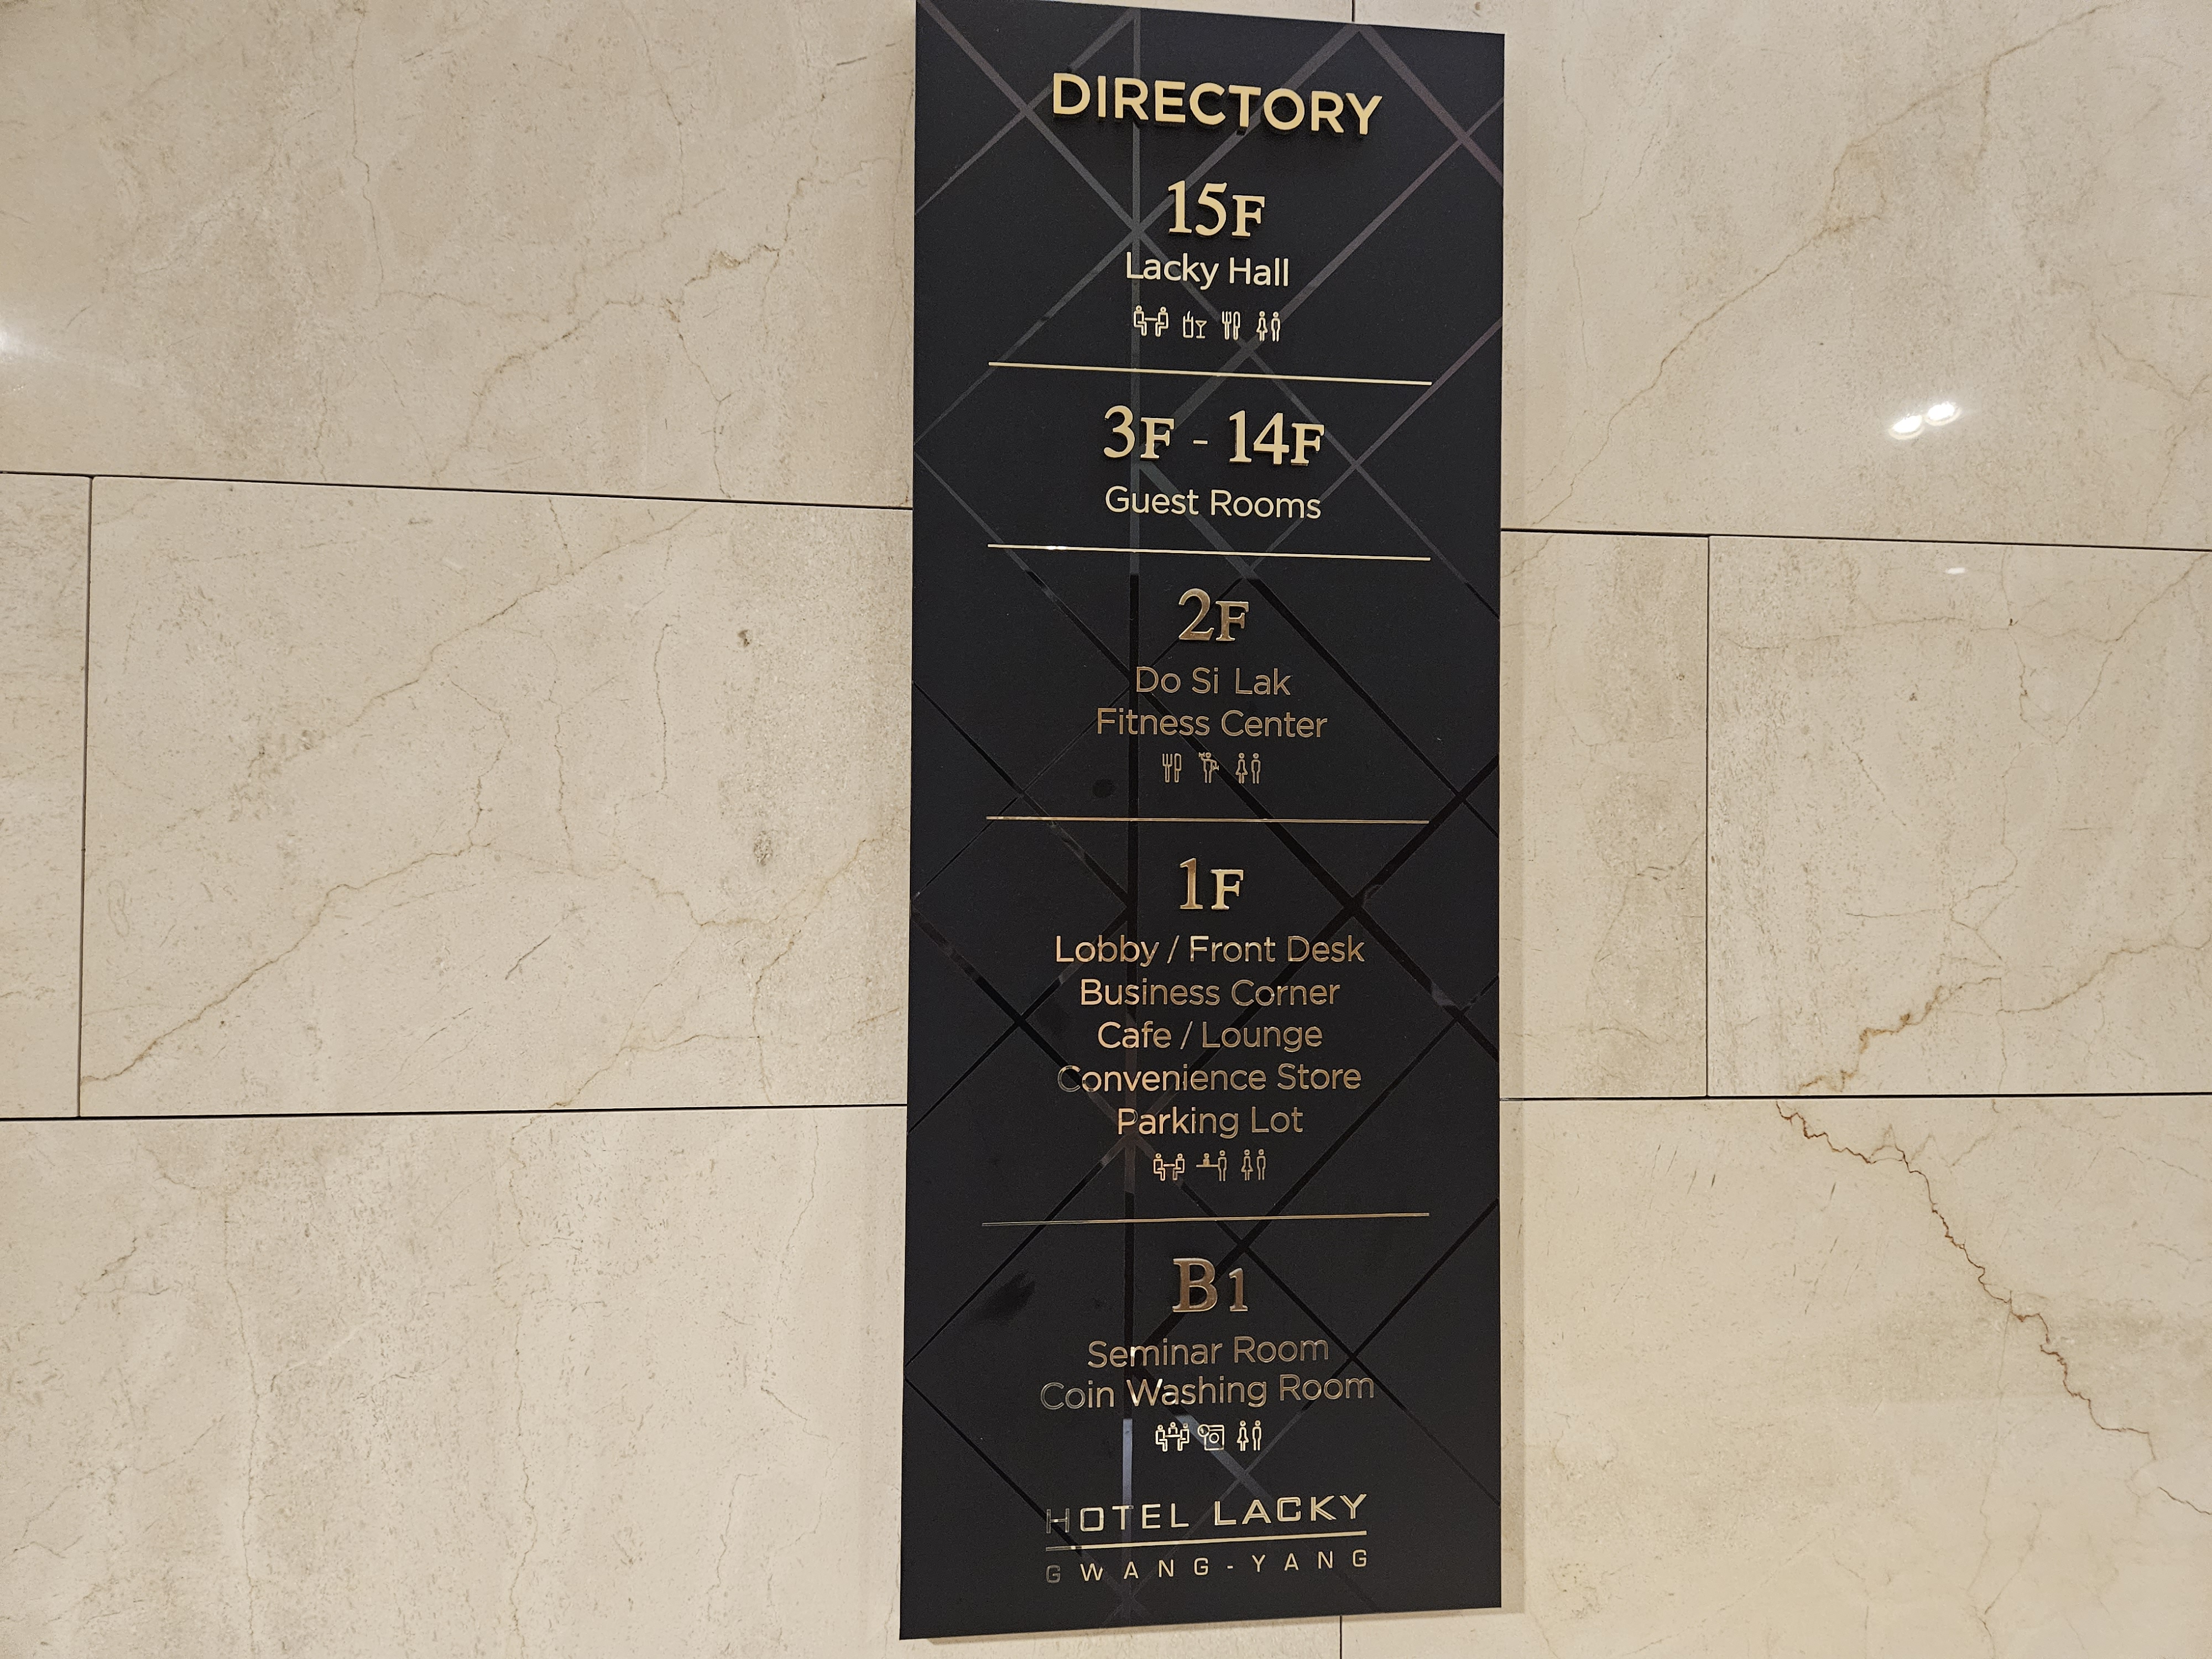 DIRECTORY
15F
Lacky Hall
3F - 14F
Guest Rooms
2F
Do Si Lak
Fitness Center
1F
Lobby / Front Desk
Business Corner
Cafe / Lounge
Convenience Store
Parking Lot
B1
Seminar Room
Coin Washing Room
HOTEL LACKY
GWANG-YANG